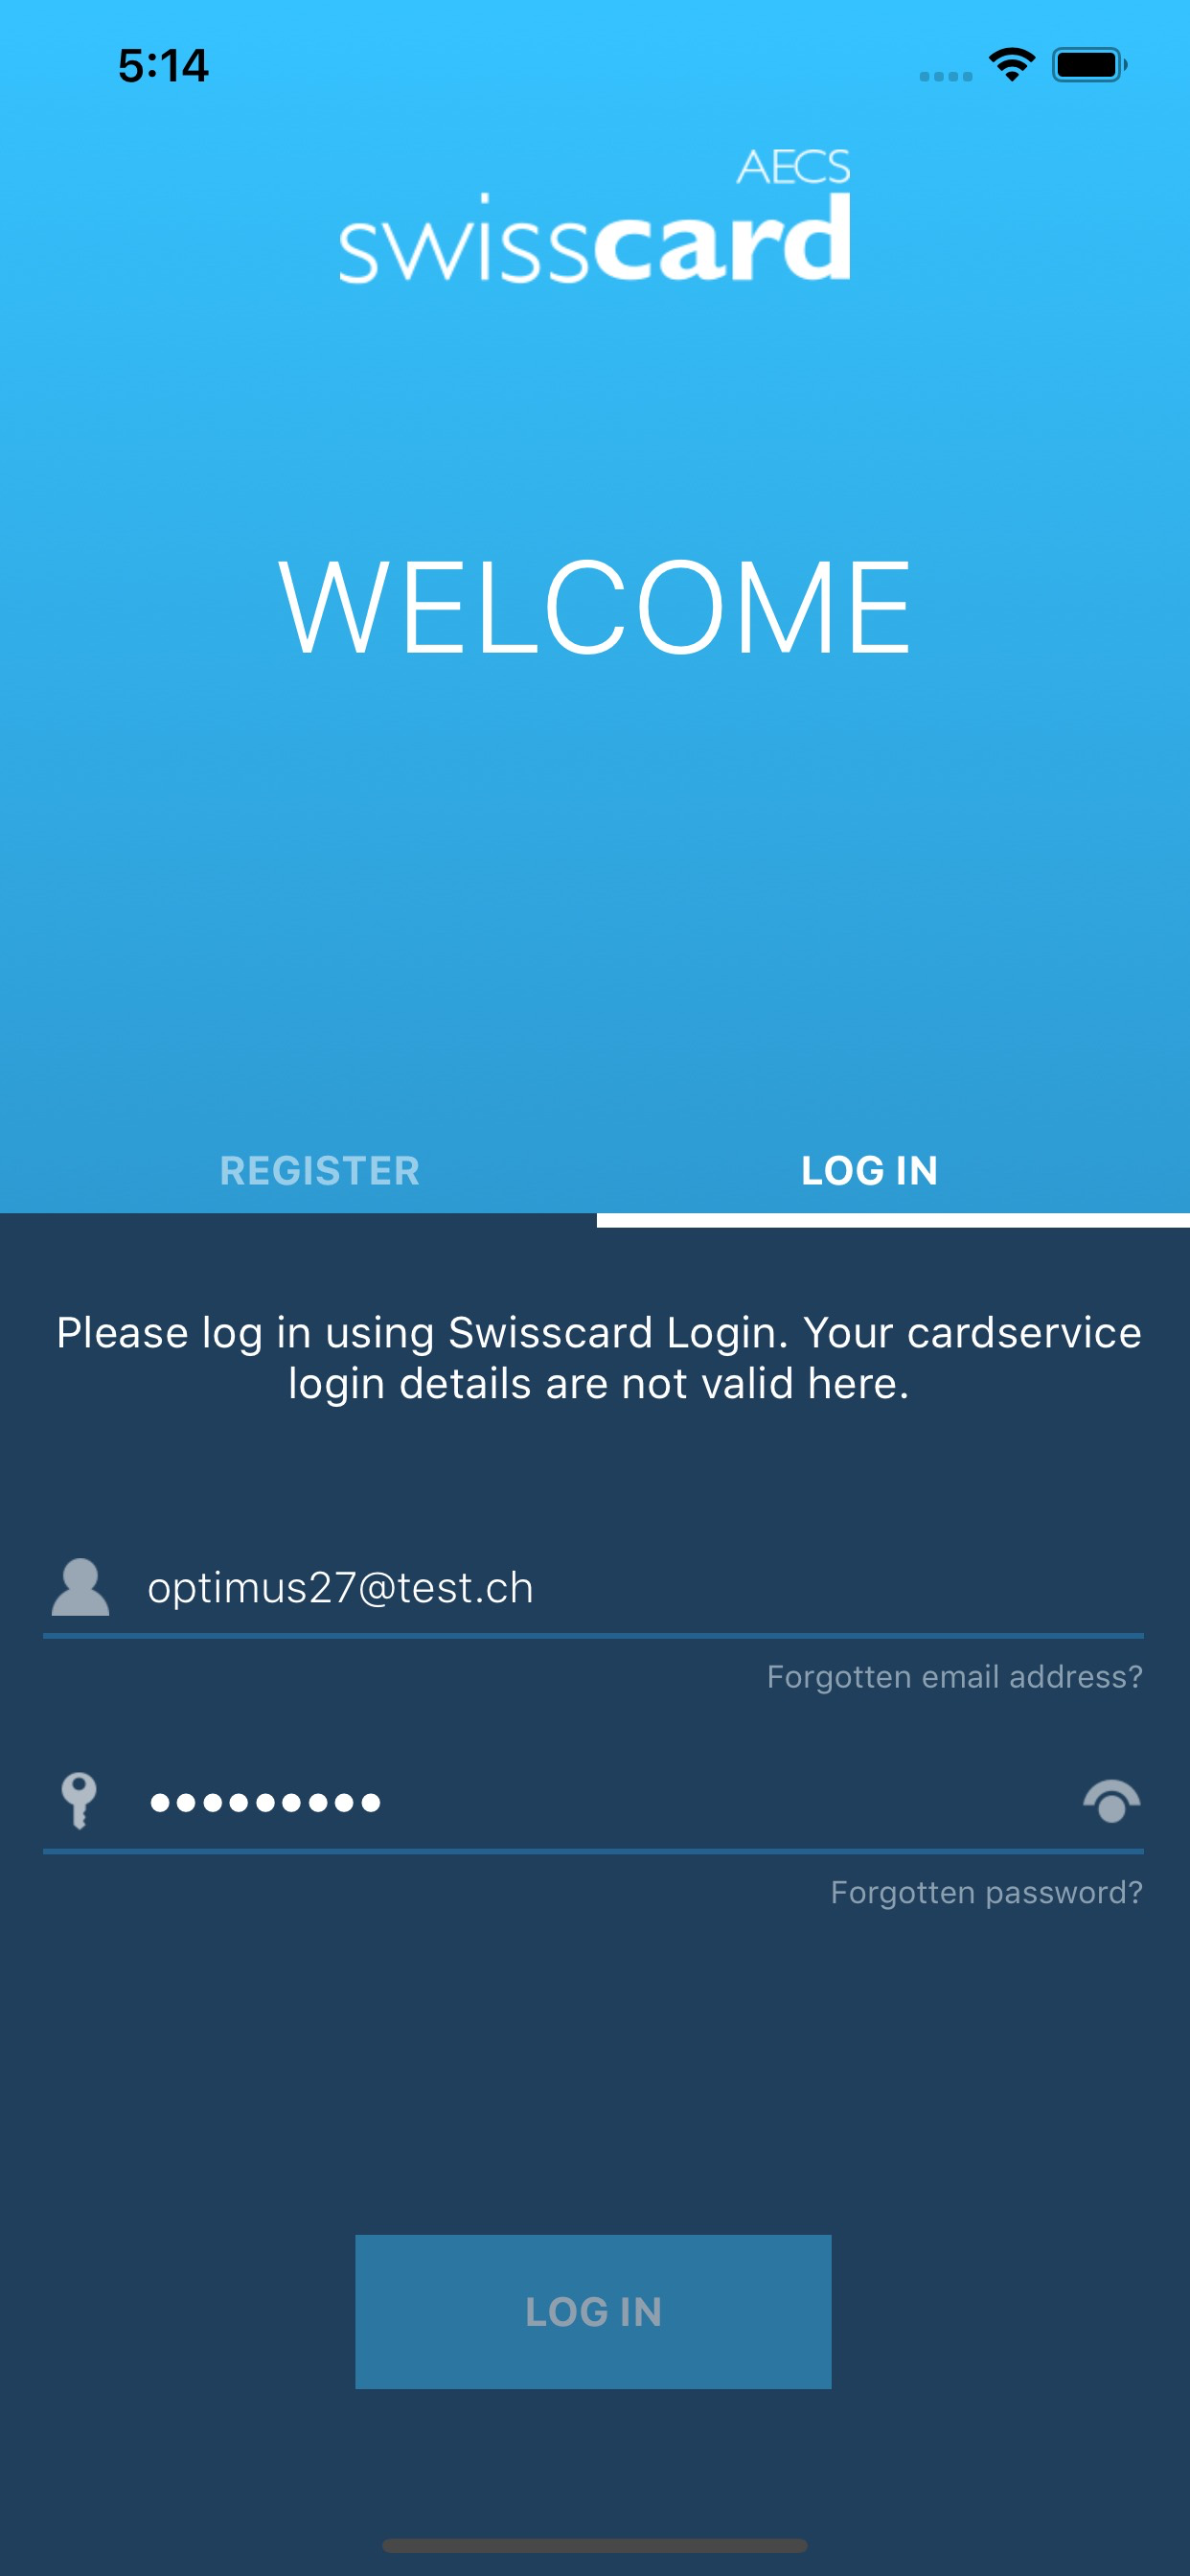 5:14
AECS
swisscard
WELCOME
REGISTER
LOG IN
Please log in using Swisscard Login. Your cardservice
login details are not valid here.
optimus27@test.ch
Forgotten email address?
•••••••••
Forgotten password?
LOG IN